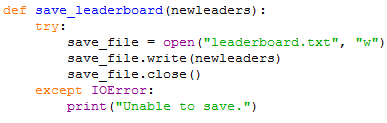 def save_leaderboard(newleaders):
    try:
        save_file = open("leaderboard.txt", "w")
        save_file.write(newleaders)
        save_file.close()
    except IOError:
        print("Unable to save.")